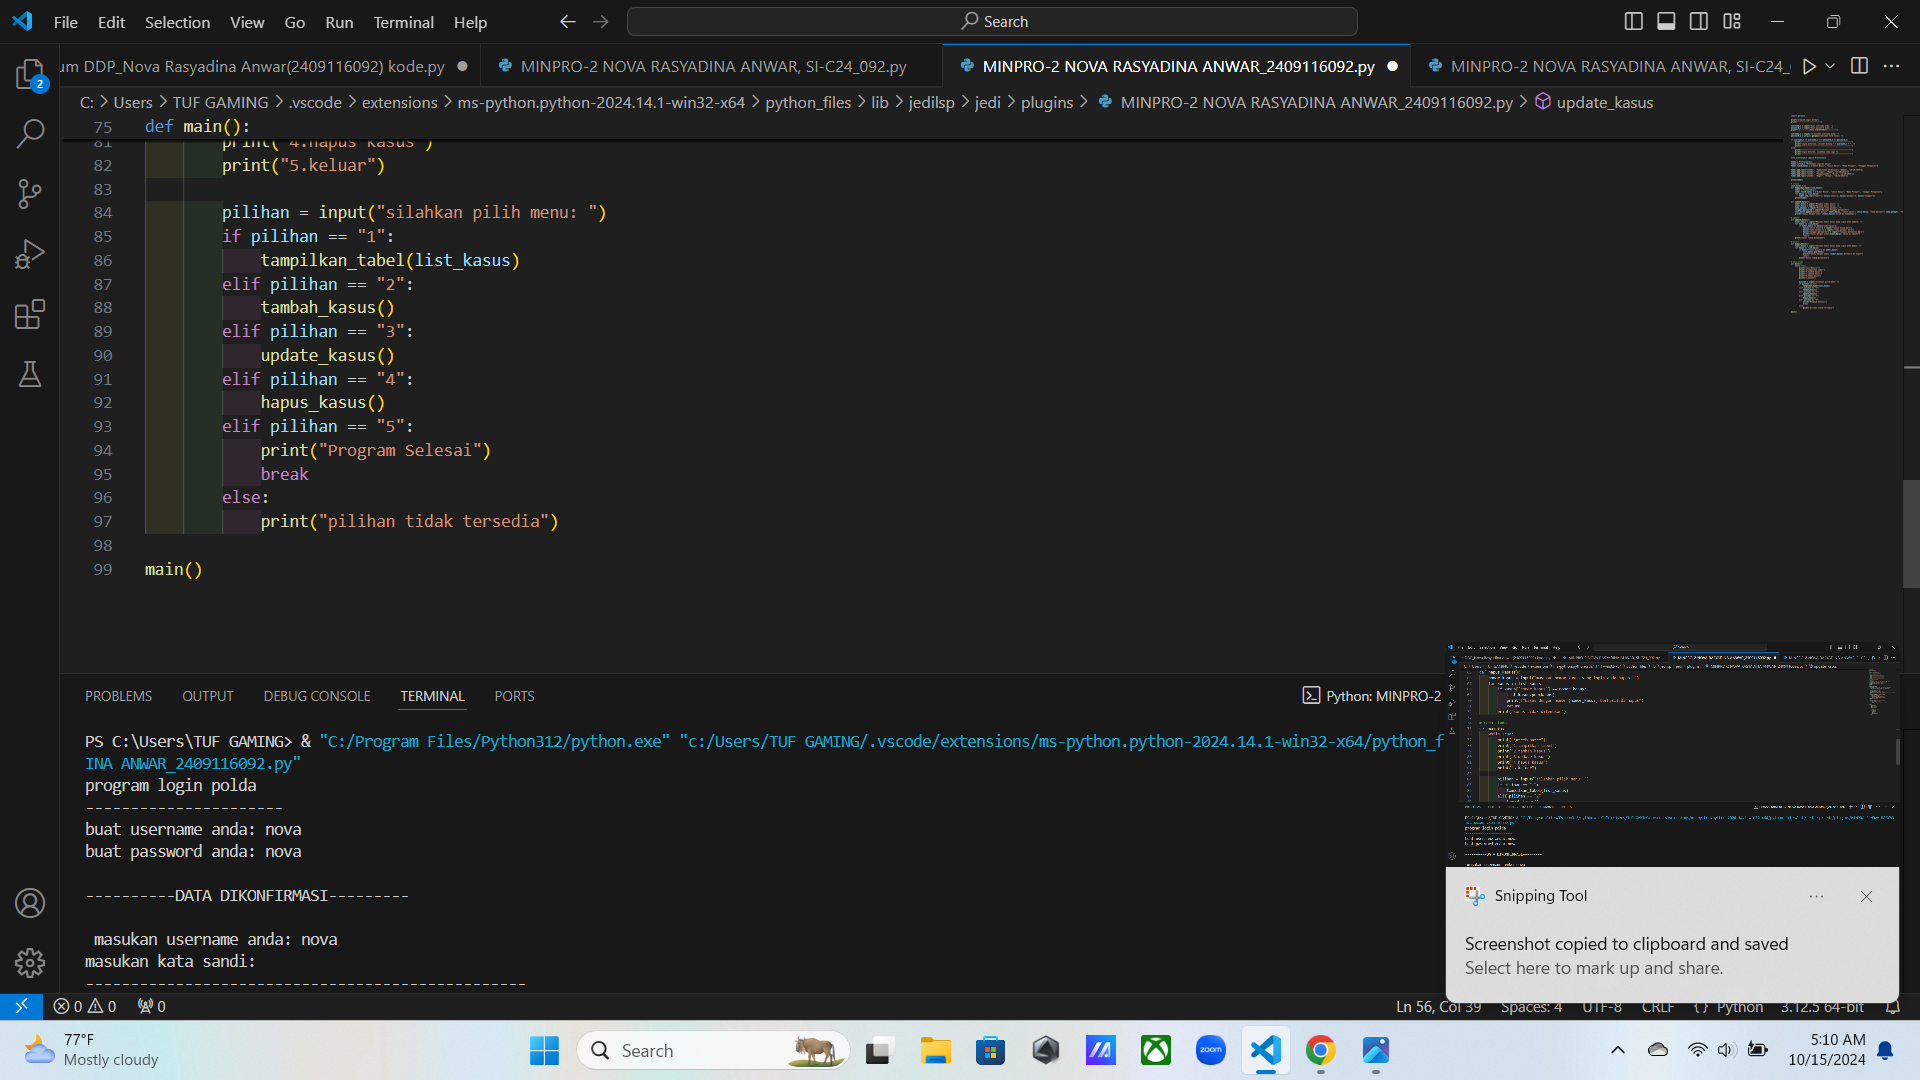 File Edit Selection View Go Run Terminal Help
Search
um DDP_Nova Rasyadina Anwar(2409116092) kode.py
MINPRO-2 NOVA RASYADINA ANWAR, SI-C24_092.py
MINPRO-2 NOVA RASYADINA ANWAR_2409116092.py
MINPRO-2 NOVA RASYADINA ANWAR, SI-C24_
2
C: > Users > TUF GAMING > .vscode > extensions > ms-python.python-2024.14.1-win32-x64 > python_files > lib > jedilsp > jedi > plugins > MINPRO-2 NOVA RASYADINA ANWAR_2409116092.py > update_kasus
75 def main():
81 print("4.hapus kasus")
82 print("5.keluar")
83
84 pilihan = input("silahkan pilih menu: ")
85 if pilihan == "1":
86 tampilkan_tabel(list_kasus)
87 elif pilihan == "2":
88 tambah_kasus()
89 elif pilihan == "3":
90 update_kasus()
91 elif pilihan == "4":
92 hapus_kasus()
93 elif pilihan == "5":
94 print("Program Selesai")
95 break
96 else:
97 print("pilihan tidak tersedia")
98
99 main()
PROBLEMS OUTPUT DEBUG CONSOLE TERMINAL PORTS
Python: MINPRO-2
PS C:\Users\TUF GAMING> & "C:/Program Files/Python312/python.exe" "c:/Users/TUF GAMING/.vscode/extensions/ms-python.python-2024.14.1-win32-x64/python_f
INA ANWAR_2409116092.py"
program login polda
----------------------
buat username anda: nova
buat password anda: nova
----------DATA DIKONFIRMASI---------
masukan username anda: nova
masukan kata sandi:
-------------------------------------------------
Snipping Tool
Screenshot copied to clipboard and saved
Select here to mark up and share.
0 0 0
Ln 56, Col 39 Spaces: 4 UTF-8 CRLF {} Python 3.12.5 64-bit
77°F
Mostly cloudy
Search
zoom
5:10 AM
10/15/2024